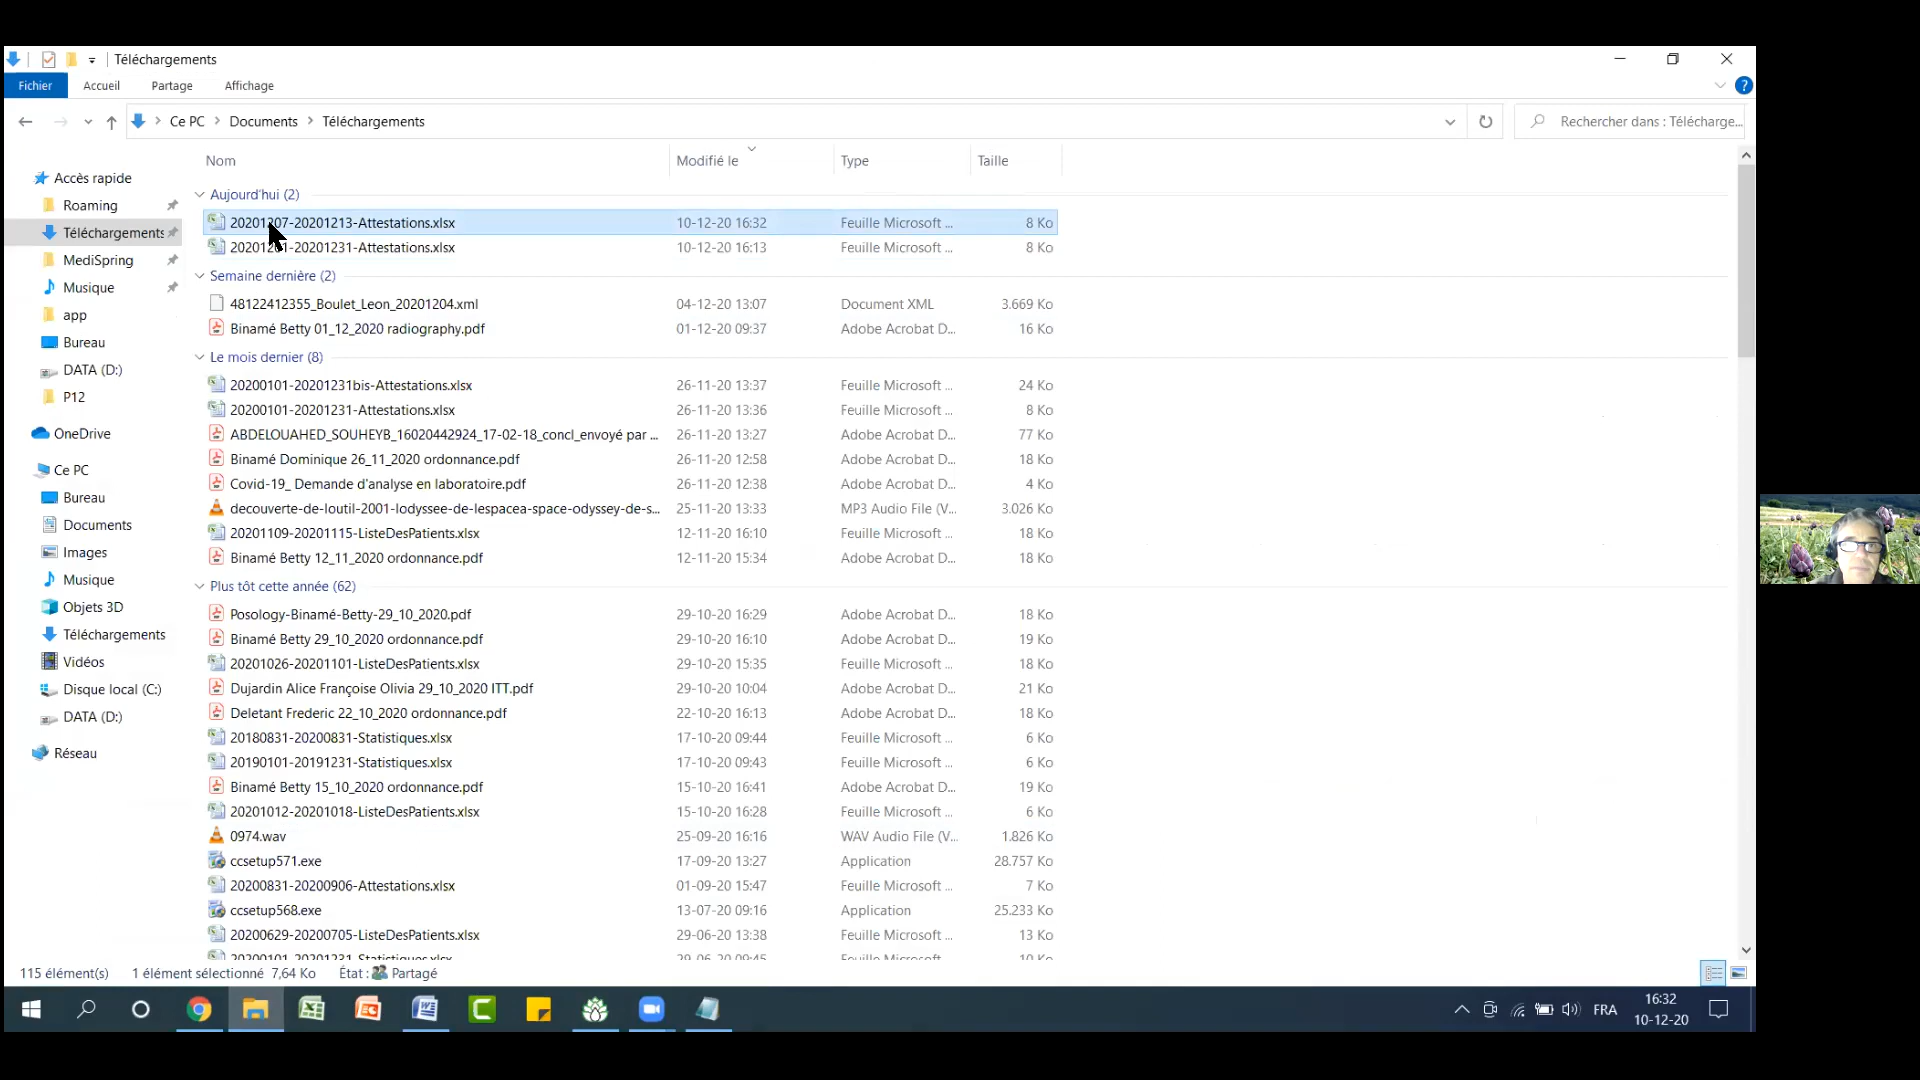 Téléchargements
Fichier Accueil Partage Affichage
Ce PC > Documents > Téléchargements Rechercher dans : Télécharge...
Nom Modifié le Type Taille
Accès rapide
Roaming
Téléchargements
MediSpring
Musique
app
Bureau
DATA (D:)
P12
OneDrive
Ce PC
Bureau
Documents
Images
Musique
Objets 3D
Téléchargements
Vidéos
Disque local (C:)
DATA (D:)
Réseau
Aujourd'hui (2)
20201207-20201213-Attestations.xlsx 10-12-20 16:32 Feuille Microsoft ... 8 Ko
20201201-20201231-Attestations.xlsx 10-12-20 16:13 Feuille Microsoft ... 8 Ko
Semaine dernière (2)
48122412355_Boulet_Leon_20201204.xml 04-12-20 13:07 Document XML 3.669 Ko
Binamé Betty 01_12_2020 radiography.pdf 01-12-20 09:37 Adobe Acrobat D... 16 Ko
Le mois dernier (8)
20200101-20201231bis-Attestations.xlsx 26-11-20 13:37 Feuille Microsoft ... 24 Ko
20200101-20201231-Attestations.xlsx 26-11-20 13:36 Feuille Microsoft ... 8 Ko
ABDELOUAHED_SOUHEYB_16020442924_17-02-18_concl_envoyé par ... 26-11-20 13:27 Adobe Acrobat D... 77 Ko
Binamé Dominique 26_11_2020 ordonnance.pdf 26-11-20 12:58 Adobe Acrobat D... 18 Ko
Covid-19_ Demande d'analyse en laboratoire.pdf 26-11-20 12:38 Adobe Acrobat D... 4 Ko
decouverte-de-loutil-2001-lodyssee-de-lespacea-space-odyssey-de-s... 25-11-20 13:33 MP3 Audio File (V... 3.026 Ko
20201109-20201115-ListeDesPatients.xlsx 12-11-20 16:10 Feuille Microsoft ... 18 Ko
Binamé Betty 12_11_2020 ordonnance.pdf 12-11-20 15:34 Adobe Acrobat D... 18 Ko
Plus tôt cette année (62)
Posology-Binamé-Betty-29_10_2020.pdf 29-10-20 16:29 Adobe Acrobat D... 18 Ko
Binamé Betty 29_10_2020 ordonnance.pdf 29-10-20 16:10 Adobe Acrobat D... 19 Ko
20201026-20201101-ListeDesPatients.xlsx 29-10-20 15:35 Feuille Microsoft ... 18 Ko
Dujardin Alice Françoise Olivia 29_10_2020 ITT.pdf 29-10-20 10:04 Adobe Acrobat D... 21 Ko
Deletant Frederic 22_10_2020 ordonnance.pdf 22-10-20 16:13 Adobe Acrobat D... 18 Ko
20180831-20200831-Statistiques.xlsx 17-10-20 09:44 Feuille Microsoft ... 6 Ko
20190101-20191231-Statistiques.xlsx 17-10-20 09:43 Feuille Microsoft ... 6 Ko
Binamé Betty 15_10_2020 ordonnance.pdf 15-10-20 16:41 Adobe Acrobat D... 19 Ko
20201012-20201018-ListeDesPatients.xlsx 15-10-20 16:28 Feuille Microsoft ... 6 Ko
0974.wav 25-09-20 16:16 WAV Audio File (V... 1.826 Ko
ccsetup571.exe 17-09-20 13:27 Application 28.757 Ko
20200831-20200906-Attestations.xlsx 01-09-20 15:47 Feuille Microsoft ... 7 Ko
ccsetup568.exe 13-07-20 09:16 Application 25.233 Ko
20200629-20200705-ListeDesPatients.xlsx 29-06-20 13:38 Feuille Microsoft ... 13 Ko
20200101-20201231-Statistiques.xlsx 29-06-20 09:45 Feuille Microsoft ... 10 Ko
115 élément(s) 1 élément sélectionné 7,64 Ko État : Partagé
FRA 16:32
10-12-20